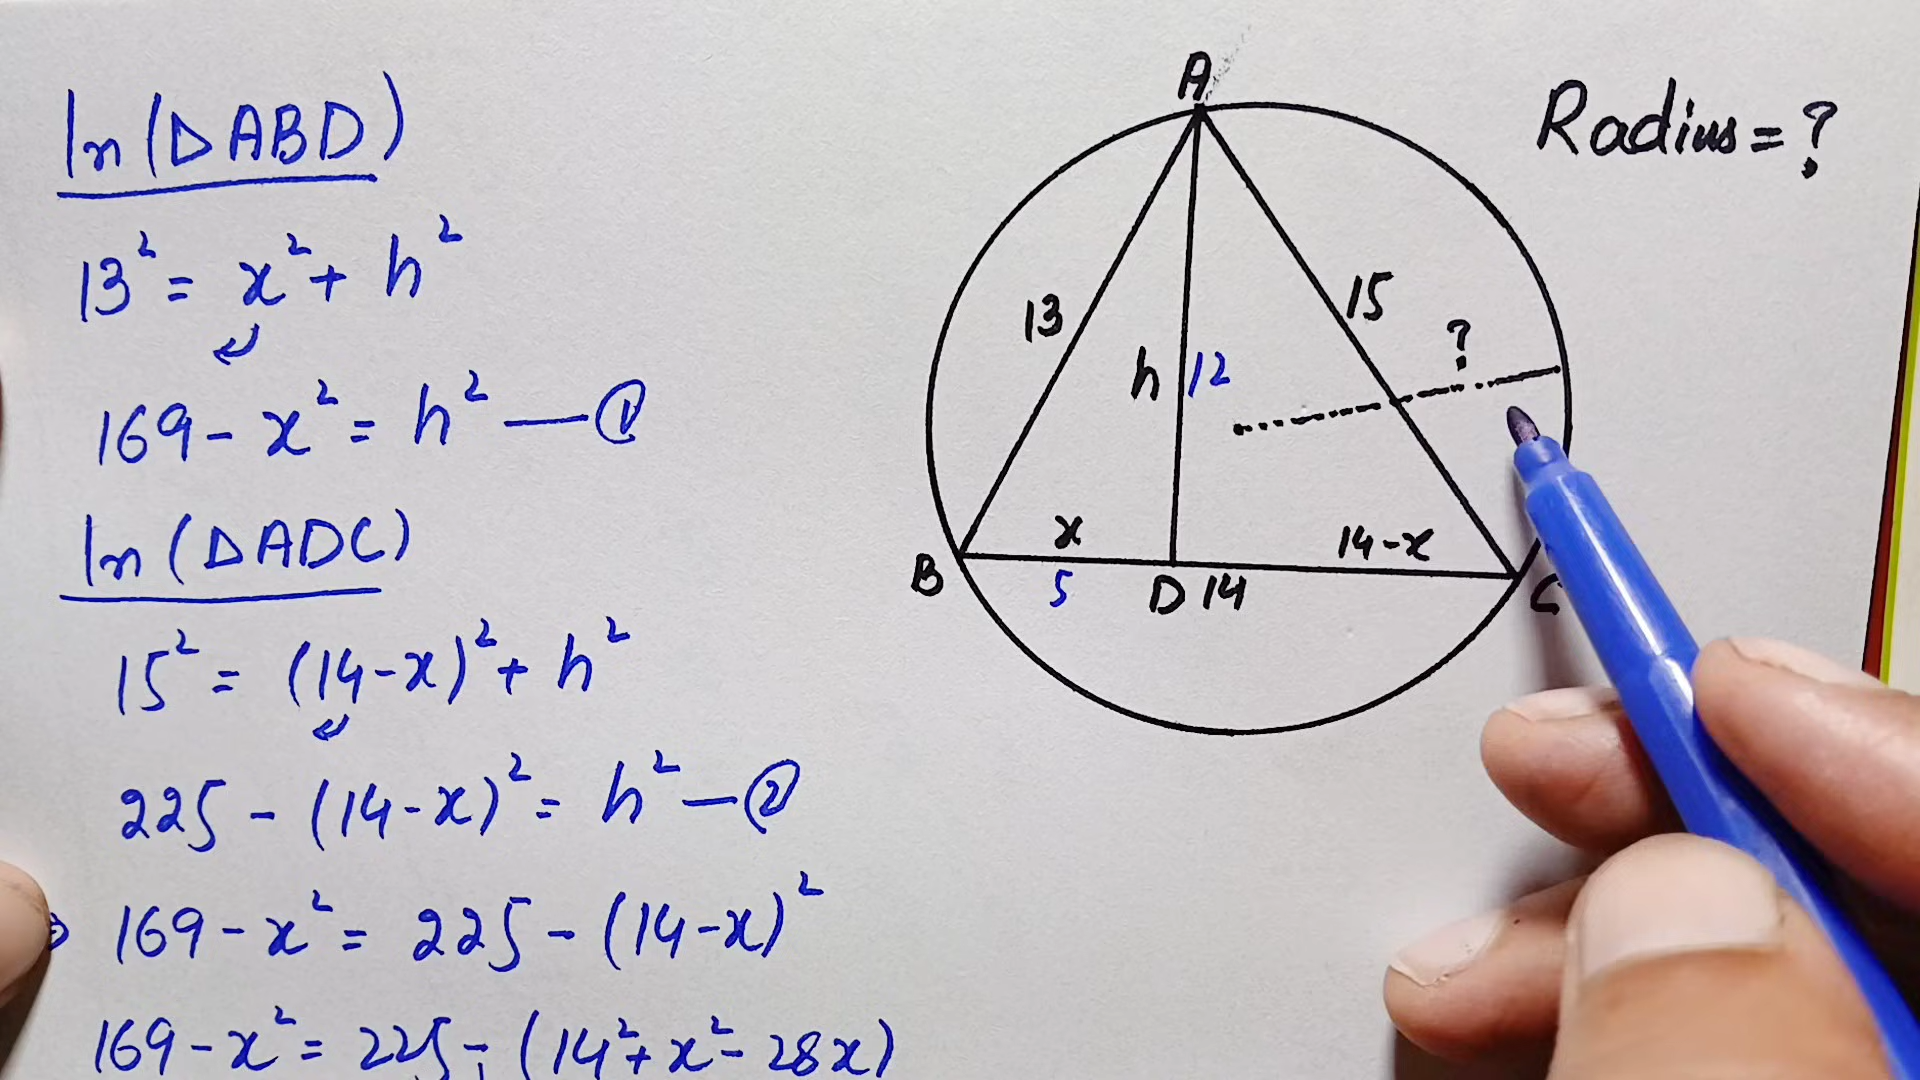 In (△ABD)
13² = x² + h²
169 - x² = h² — ①
In (△ADC)
15² = (14-x)² + h²
225 - (14-x)² = h² — ②
⇒ 169 - x² = 225 - (14-x)²
169 - x² = 225 - (14² + x² - 28x)
Radius = ?
A
13
15
?
h 12
x
14-x
B
5
D 14
C